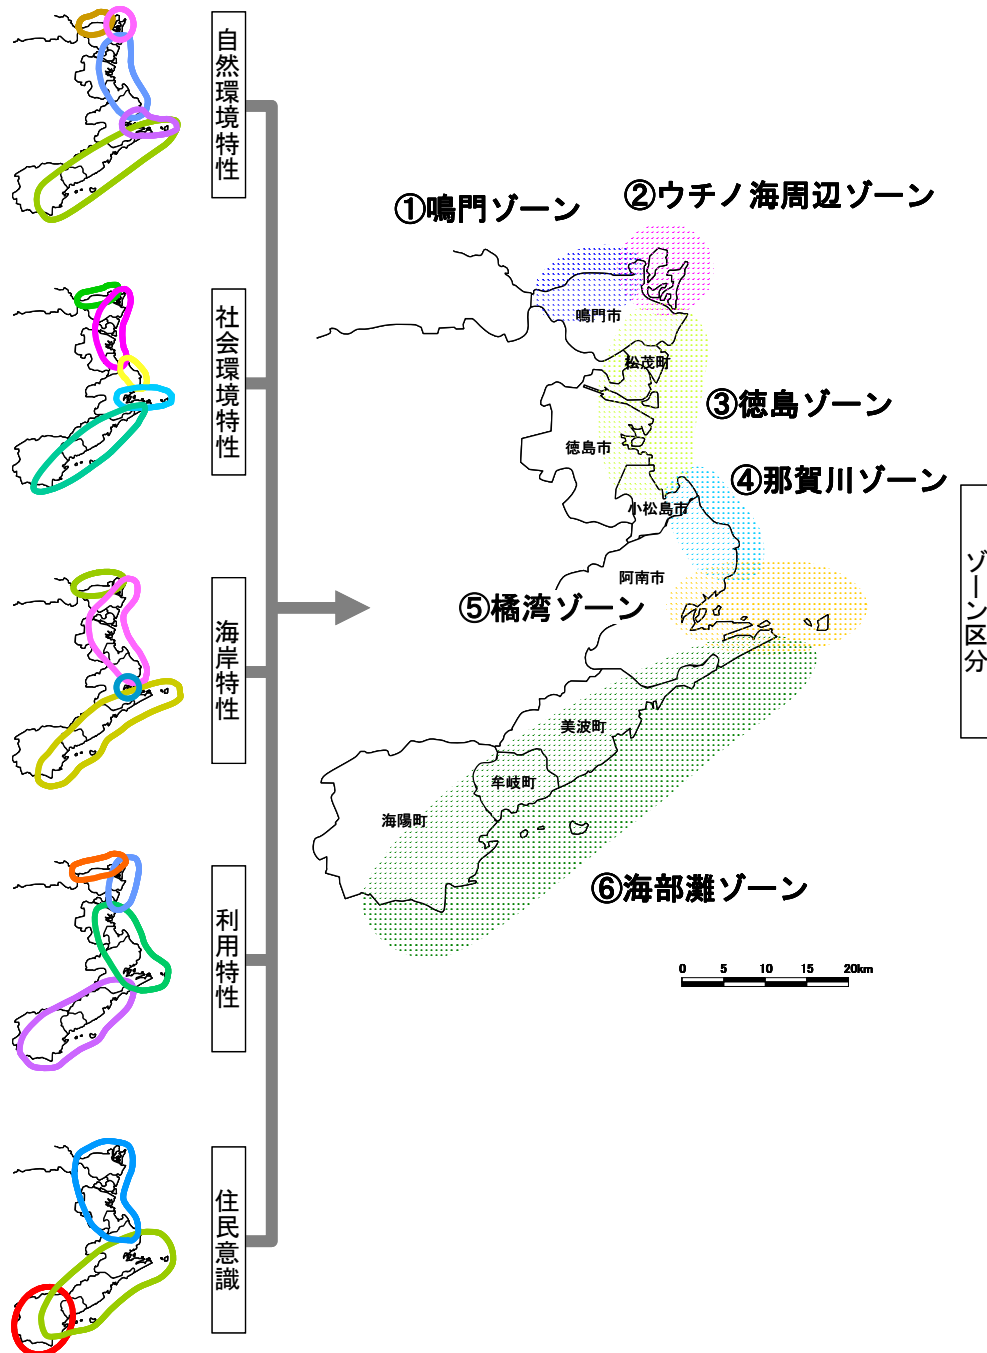 自然環境特性
社会環境特性
海岸特性
利用特性
住民意識
①鳴門ゾーン
②ウチノ海周辺ゾーン
鳴門市
松茂町
③徳島ゾーン
徳島市
④那賀川ゾーン
小松島市
阿南市
⑤橘湾ゾーン
美波町
牟岐町
海陽町
⑥海部灘ゾーン
0 5 10 15 20km
ゾーン区分